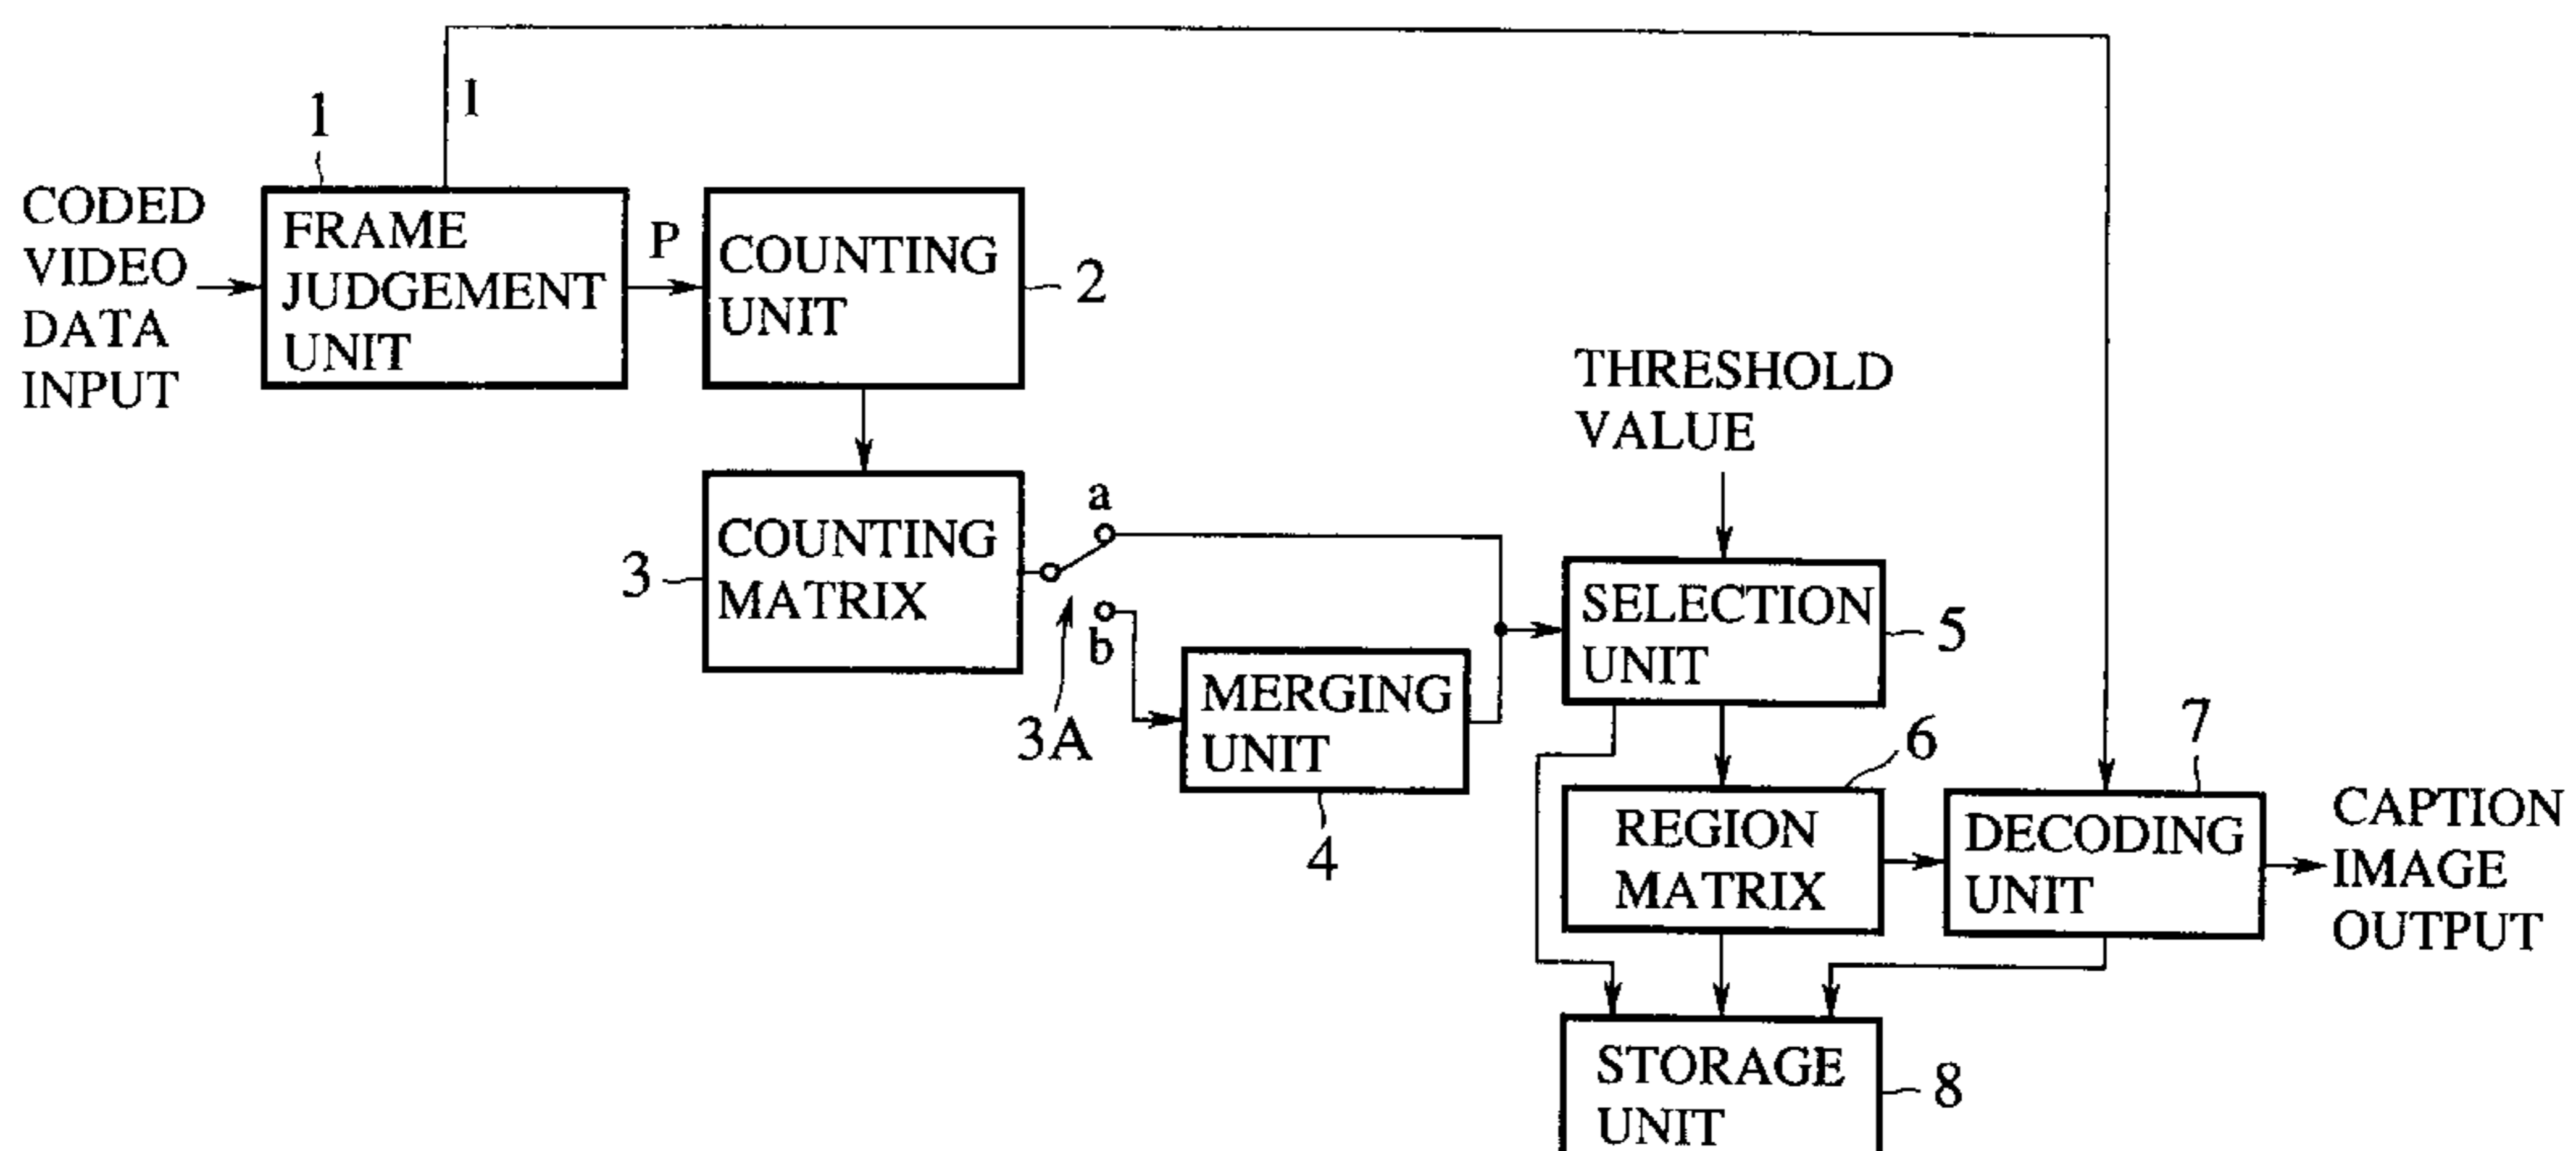 I
1
CODED
VIDEO
DATA
INPUT
FRAME
JUDGEMENT
UNIT
P
COUNTING
UNIT
2
THRESHOLD
VALUE
3
COUNTING
MATRIX
a
b
3A
MERGING
UNIT
4
SELECTION
UNIT
5
6
REGION
MATRIX
7
DECODING
UNIT
CAPTION
IMAGE
OUTPUT
STORAGE
UNIT
8